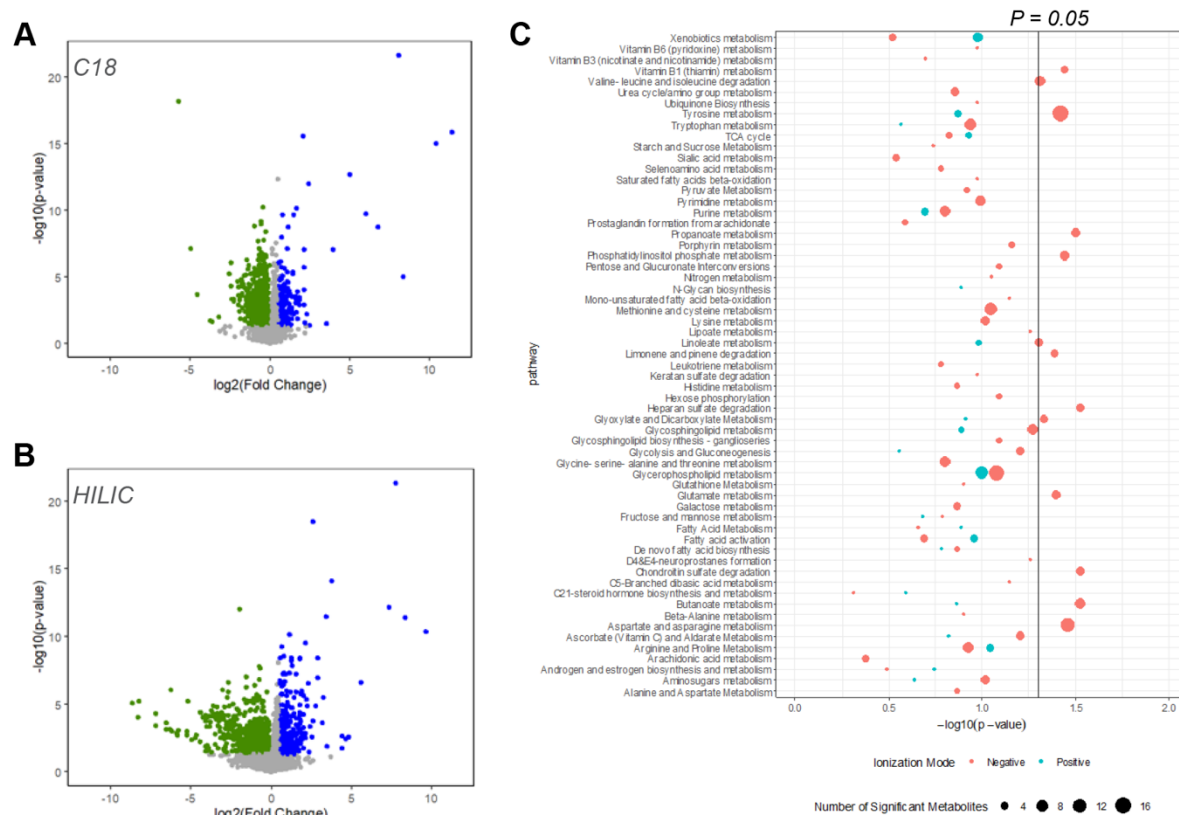 A
C18
20
15
10
5
0
-log10(p-value)
-10
-5
0
5
10
log2(Fold Change)
B
HILIC
20
15
10
5
0
-log10(p-value)
-10
-5
0
5
10
log2(Fold Change)
C
P = 0.05
pathway
Xenobiotics metabolism
Vitamin B6 (pyridoxine) metabolism
Vitamin B3 (nicotinate and nicotinamide) metabolism
Vitamin B1 (thiamin) metabolism
Valine- leucine and isoleucine degradation
Urea cycle/amino group metabolism
Ubiquinone Biosynthesis
Tyrosine metabolism
Tryptophan metabolism
TCA cycle
Starch and Sucrose Metabolism
Sialic acid metabolism
Selenoamino acid metabolism
Saturated fatty acids beta-oxidation
Pyruvate Metabolism
Pyrimidine metabolism
Purine metabolism
Prostaglandin formation from arachidonate
Propanoate metabolism
Porphyrin metabolism
Phosphatidylinositol phosphate metabolism
Pentose and Glucuronate Interconversions
Nitrogen metabolism
N-Glycan biosynthesis
Mono-unsaturated fatty acid beta-oxidation
Methionine and cysteine metabolism
Lysine metabolism
Lipoate metabolism
Linoleate metabolism
Limonene and pinene degradation
Leukotriene metabolism
Keratan sulfate degradation
Histidine metabolism
Hexose phosphorylation
Heparan sulfate degradation
Glyoxylate and Dicarboxylate Metabolism
Glycosphingolipid metabolism
Glycosphingolipid biosynthesis - ganglioseries
Glycolysis and Gluconeogenesis
Glycine- serine- alanine and threonine metabolism
Glycerophospholipid metabolism
Glutathione Metabolism
Glutamate metabolism
Galactose metabolism
Fructose and mannose metabolism
Fatty Acid Metabolism
Fatty acid activation
De novo fatty acid biosynthesis
D4&E4-neuroprostanes formation
Chondroitin sulfate degradation
C5-Branched dibasic acid metabolism
C21-steroid hormone biosynthesis and metabolism
Butanoate metabolism
Beta-Alanine metabolism
Aspartate and asparagine metabolism
Ascorbate (Vitamin C) and Aldarate Metabolism
Arginine and Proline Metabolism
Arachidonic acid metabolism
Androgen and estrogen biosynthesis and metabolism
Aminosugars metabolism
Alanine and Aspartate Metabolism
0.0
0.5
1.0
1.5
2.0
−log10(p −value)
Ionization Mode Negative Positive
Number of Significant Metabolites 4 8 12 16